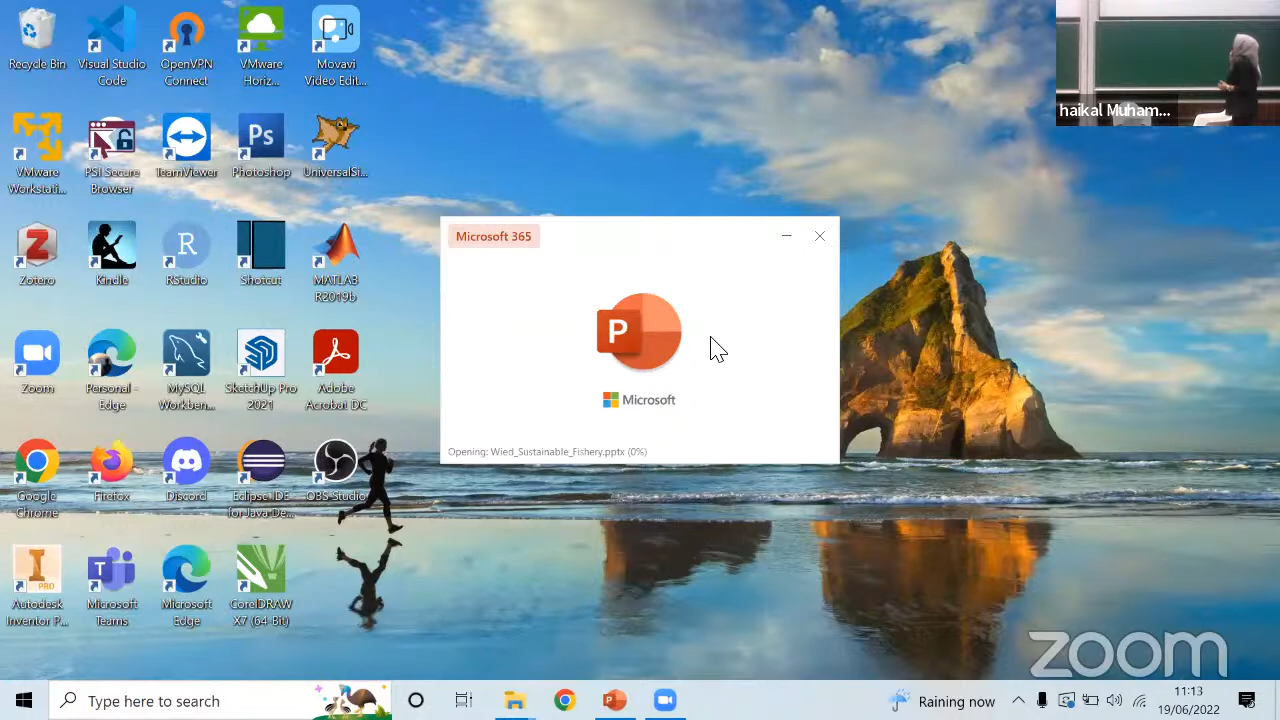 Recycle Bin
Visual Studio
Code
OpenVPN
Connect
VMware
Horiz...
Movavi
Video Edit...
haikal Muham...
VMware
Workstati...
PSI Secure
Browser
TeamViewer
Ps
Photoshop
UniversalSi...
Microsoft 365
Z
Zotero
Kindle
R
RStudio
Shotcut
MATLAB
R2019b
P
Microsoft
Zoom
Personal -
Edge
MySQL
Workben...
SketchUp Pro
2021
Adobe
Acrobat DC
Opening: Wied_Sustainable_Fishery.pptx (0%)
Google
Chrome
Firefox
Discord
Eclipse IDE
for Java De...
OBS Studio
I
PRO
Autodesk
Inventor P...
T
Microsoft
Teams
Microsoft
Edge
CorelDRAW
X7 (64-Bit)
zoom
Type here to search
P
Raining now
11:13
19/06/2022